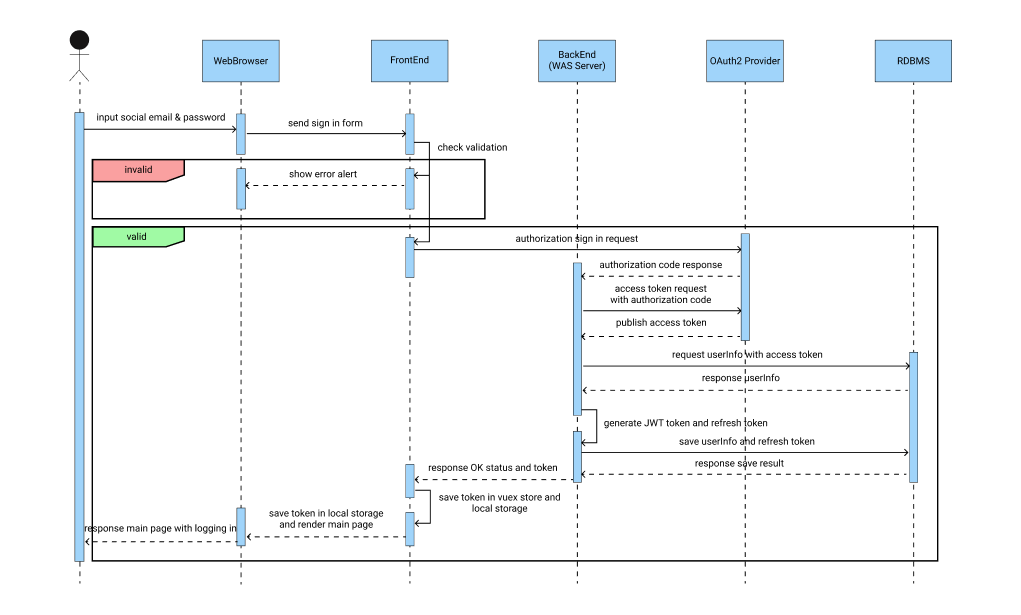 WebBrowser
FrontEnd
BackEnd
(WAS Server)
OAuth2 Provider
RDBMS
input social email & password
send sign in form
check validation
invalid
show error alert
valid
authorization sign in request
authorization code response
access token request
with authorization code
publish access token
request userInfo with access token
response userInfo
generate JWT token and refresh token
save userInfo and refresh token
response save result
response OK status and token
save token in vuex store and
local storage
save token in local storage
and render main page
response main page with logging in